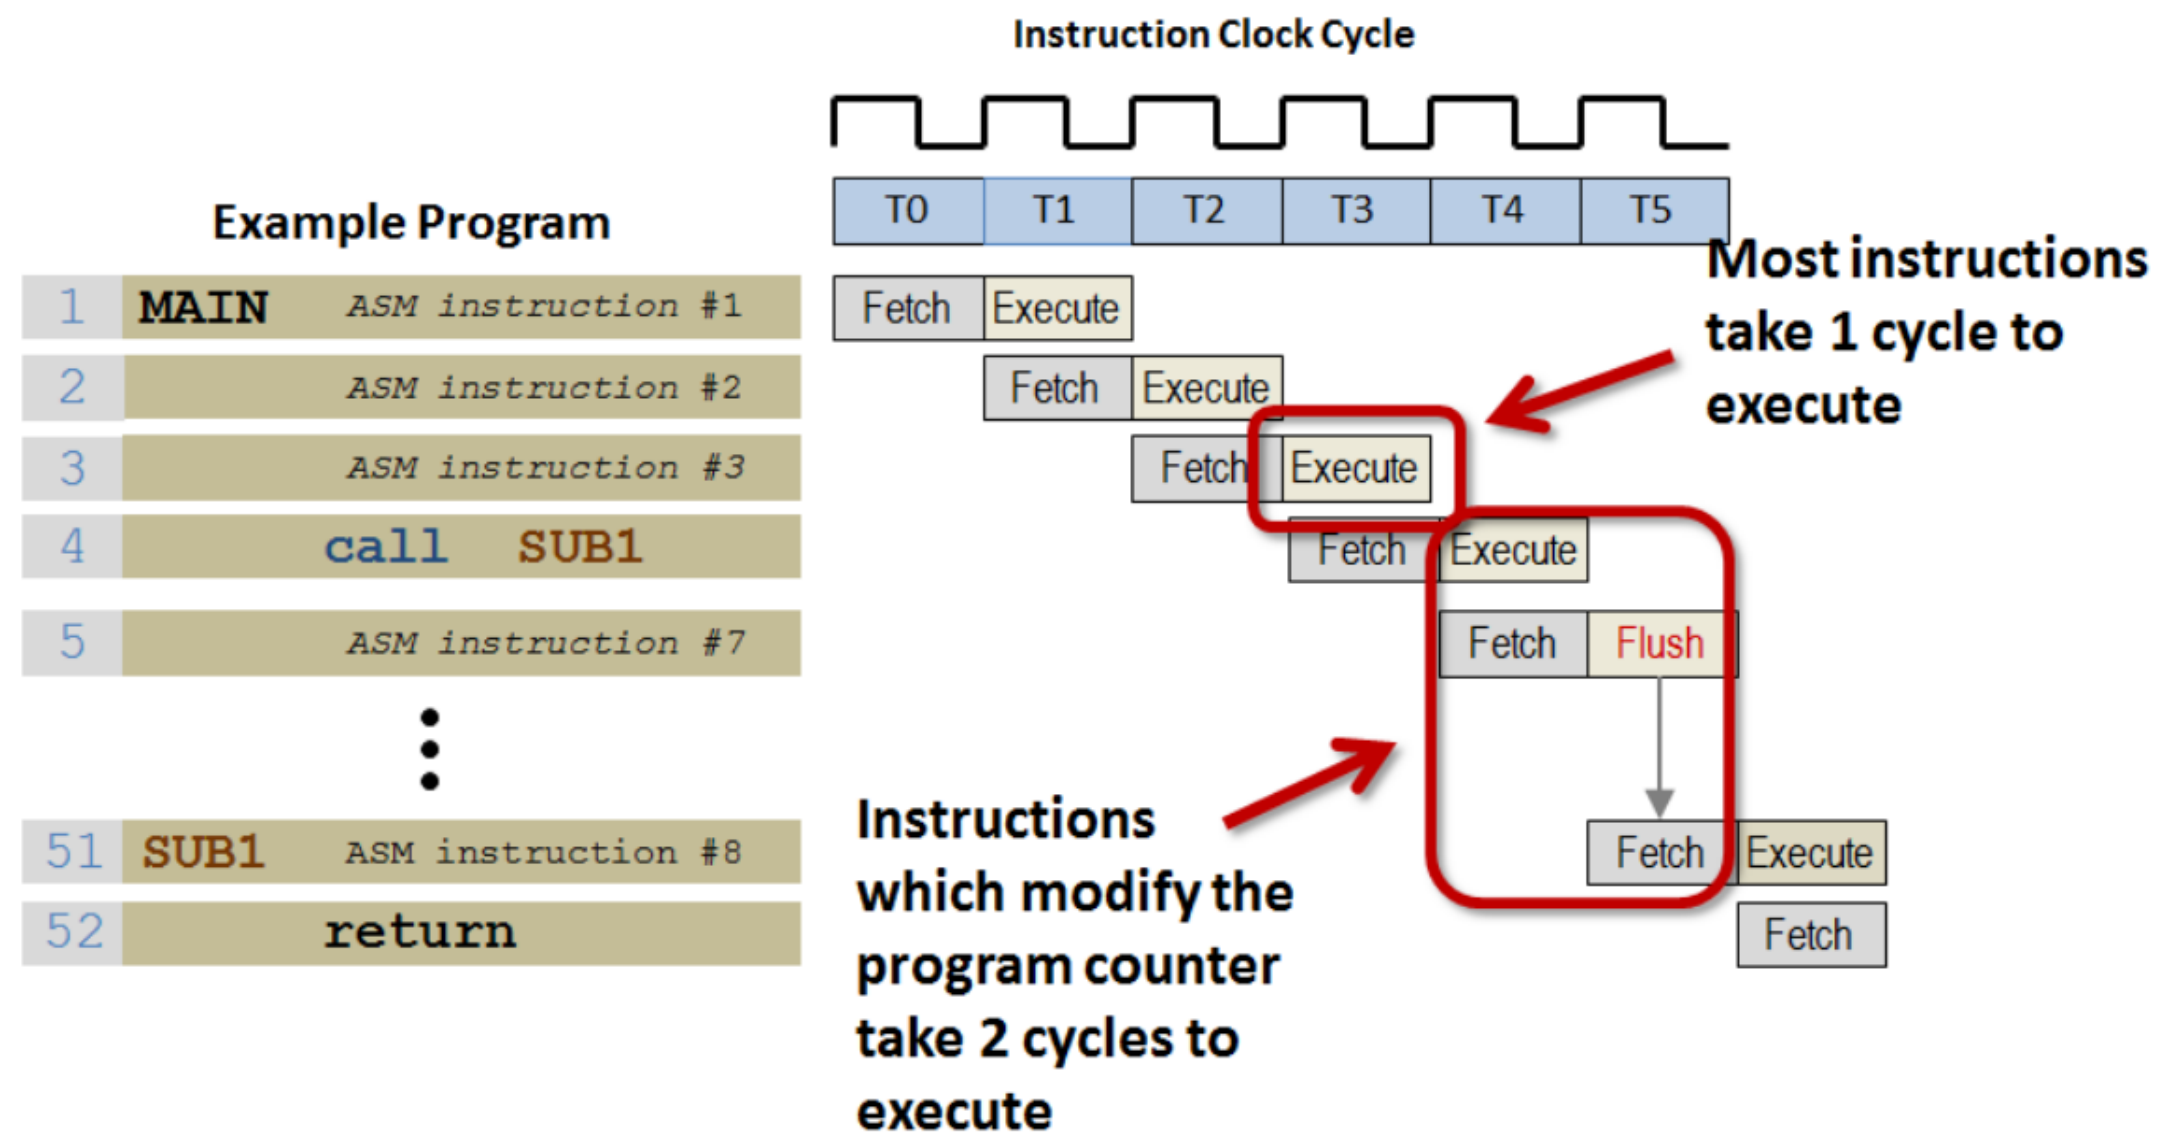 Instruction Clock Cycle
T0 T1 T2 T3 T4 T5
Example Program
1 MAIN ASM instruction #1 Fetch Execute
2 ASM instruction #2 Fetch Execute
3 ASM instruction #3 Fetch Execute
4 call SUB1 Fetch Execute
5 ASM instruction #7 Fetch Flush
51 SUB1 ASM instruction #8 Fetch Execute
52 return Fetch
Most instructions
take 1 cycle to
execute
Instructions
which modify the
program counter
take 2 cycles to
execute